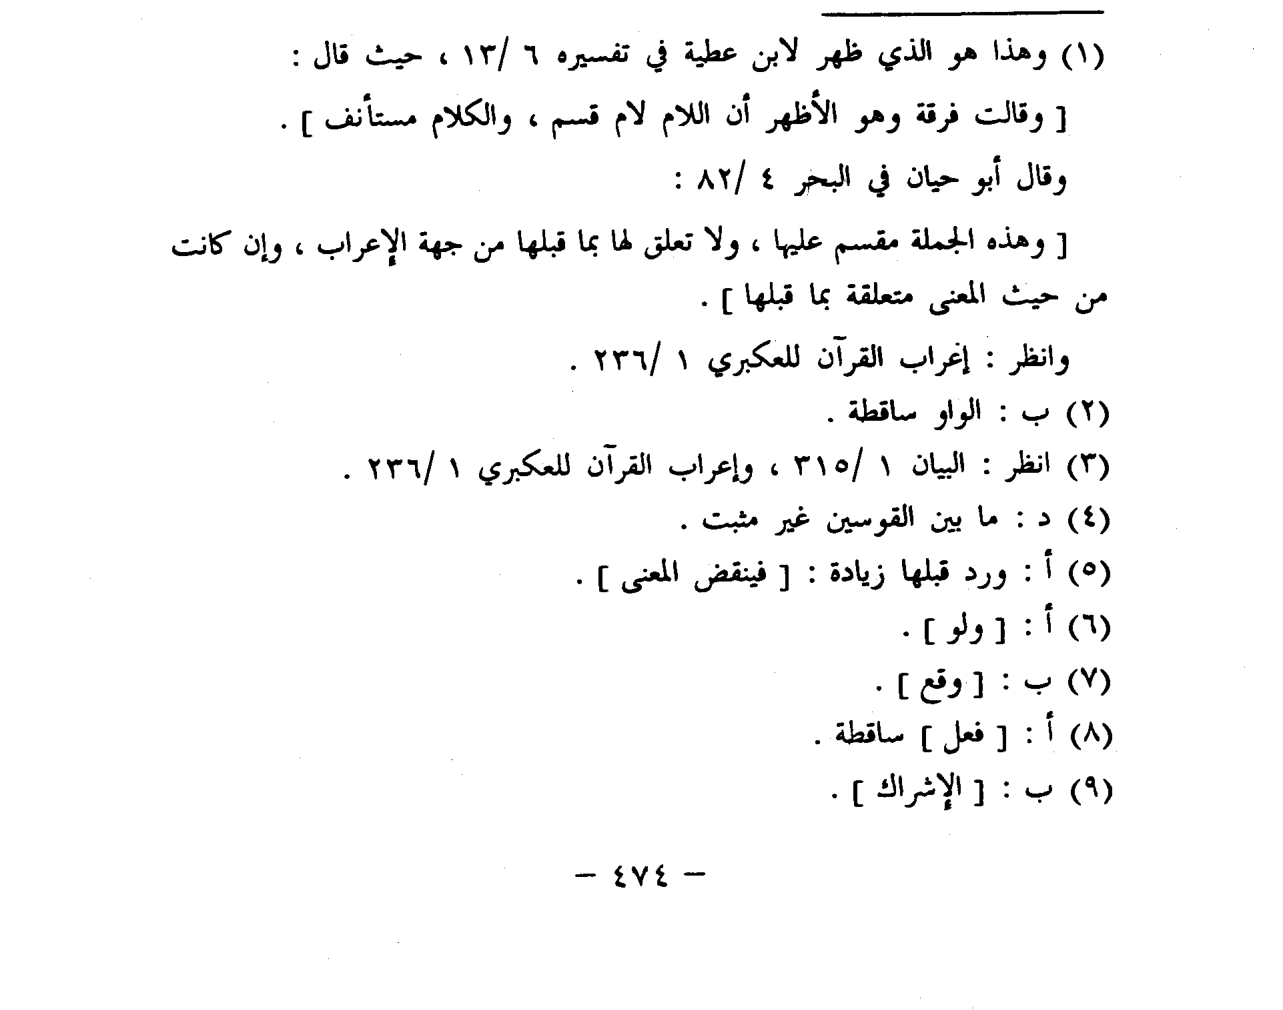 (١) وهذا هو الذي ظهر لابن عطية في تفسيره ٦ /١٣ ، حيث قال :
[ وقالت فرقة وهو الأظهر أن اللام لام قسم ، والكلام مستأنف ] .
وقال أبو حيان في البحر ٤ /٨٢ :
[ وهذه الجملة مقسم عليها ، ولا تعلق لها بما قبلها من جهة الإعراب ، وإن كانت
من حيث المعنى متعلقة بما قبلها ] .
وانظر : إعراب القرآن للعكبري ١ /٢٣٦ .
(٢) ب : الواو ساقطة .
(٣) انظر : البيان ١ /٣١٥ ، وإعراب القرآن للعكبري ١ /٢٣٦ .
(٤) د : ما بين القوسين غير مثبت .
(٥) أ : ورد قبلها زيادة : [ فينقض المعنى ] .
(٦) أ : [ ولو ] .
(٧) ب : [ وقع ] .
(٨) أ : [ فعل ] ساقطة .
(٩) ب : [ الإشراك ] .
– ٤٧٤ –